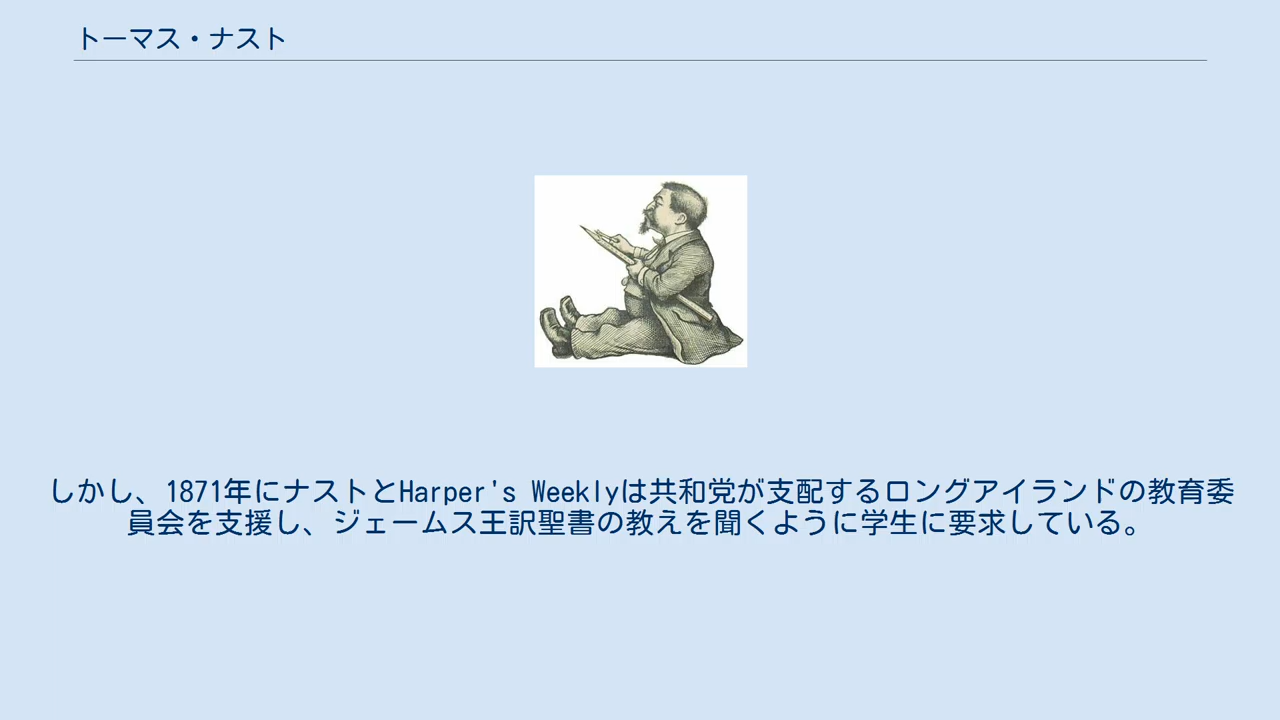 トーマス・ナスト
しかし、1871年にナストとHarper's Weeklyは共和党が支配するロングアイランドの教育委
員会を支援し、ジェームス王訳聖書の教えを聞くように学生に要求している。